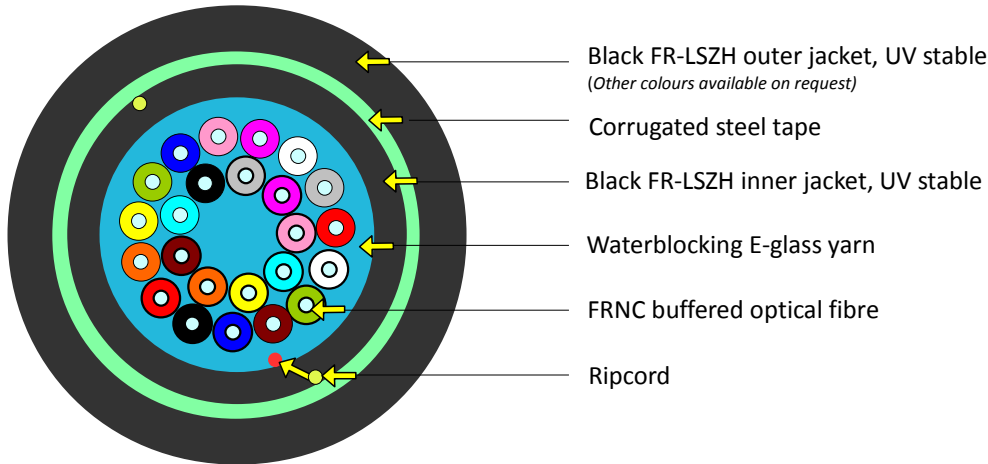 Black FR-LSZH outer jacket, UV stable
(Other colours available on request)
Corrugated steel tape
Black FR-LSZH inner jacket, UV stable
Waterblocking E-glass yarn
FRNC buffered optical fibre
Ripcord